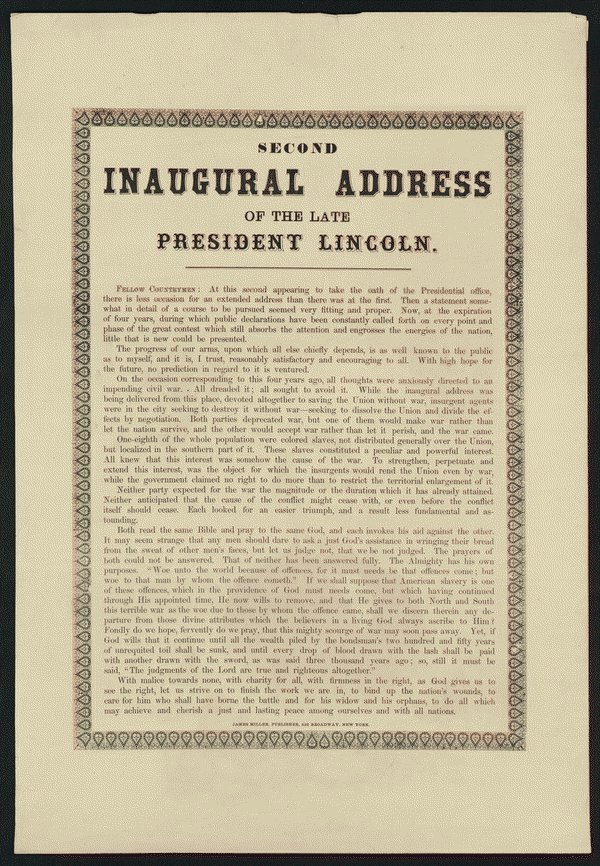 SECOND
INAUGURAL ADDRESS
OF THE LATE
PRESIDENT LINCOLN.
FELLOW COUNTRYMEN: At this second appearing to take the oath of the Presidential office,
there is less occasion for an extended address than there was at the first. Then a statement some-
what in detail of a course to be pursued seemed very fitting and proper. Now, at the expiration
of four years, during which public declarations have been constantly called forth on every point and
phase of the great contest which still absorbs the attention and engrosses the energies of the nation,
little that is new could be presented.
The progress of our arms, upon which all else chiefly depends, is as well known to the public
as to myself, and it is, I trust, reasonably satisfactory and encouraging to all. With high hope for
the future, no prediction in regard to it is ventured.
On the occasion corresponding to this four years ago, all thoughts were anxiously directed to an
impending civil war. All dreaded it; all sought to avoid it. While the inaugural address was
being delivered from this place, devoted altogether to saving the Union without war, insurgent agents
were in the city seeking to destroy it without war—seeking to dissolve the Union and divide the ef-
fects by negotiation. Both parties deprecated war, but one of them would make war rather than
let the nation survive, and the other would accept war rather than let it perish, and the war came.
One-eighth of the whole population were colored slaves, not distributed generally over the Union,
but localized in the southern part of it. These slaves constituted a peculiar and powerful interest.
All knew that this interest was somehow the cause of the war. To strengthen, perpetuate and
extend this interest, was the object for which the insurgents would rend the Union even by war,
while the government claimed no right to do more than to restrict the territorial enlargement of it.
Neither party expected for the war the magnitude or the duration which it has already attained.
Neither anticipated that the cause of the conflict might cease with, or even before the conflict
itself should cease. Each looked for an easier triumph, and a result less fundamental and as-
tounding.
Both read the same Bible and pray to the same God, and each invokes his aid against the other.
It may seem strange that any men should dare to ask a just God's assistance in wringing their bread
from the sweat of other men's faces, but let us judge not, that we be not judged. The prayers of
both could not be answered. That of neither has been answered fully. The Almighty has his own
purposes. "Woe unto the world because of offences, for it must needs be that offences come; but
woe to that man by whom the offence cometh." If we shall suppose that American slavery is one
of these offences, which in the providence of God must needs come, but which having continued
through His appointed time, He now wills to remove, and that He gives to both North and South
this terrible war as the woe due to those by whom the offence came, shall we discern therein any de-
parture from those divine attributes which the believers in a living God always ascribe to Him?
Fondly do we hope, fervently do we pray, that this mighty scourge of war may soon pass away. Yet, if
God wills that it continue until all the wealth piled by the bondsman's two hundred and fifty years
of unrequited toil shall be sunk, and until every drop of blood drawn with the lash shall be paid
with another drawn with the sword, as was said three thousand years ago; so, still it must be
said, "The judgments of the Lord are true and righteous altogether."
With malice towards none, with charity for all, with firmness in the right, as God gives us to
see the right, let us strive on to finish the work we are in, to bind up the nation's wounds, to
care for him who shall have borne the battle and for his widow and his orphans, to do all which
may achieve and cherish a just and lasting peace among ourselves and with all nations.
JAMES MILLER, PUBLISHER, BROADWAY, NEW YORK.